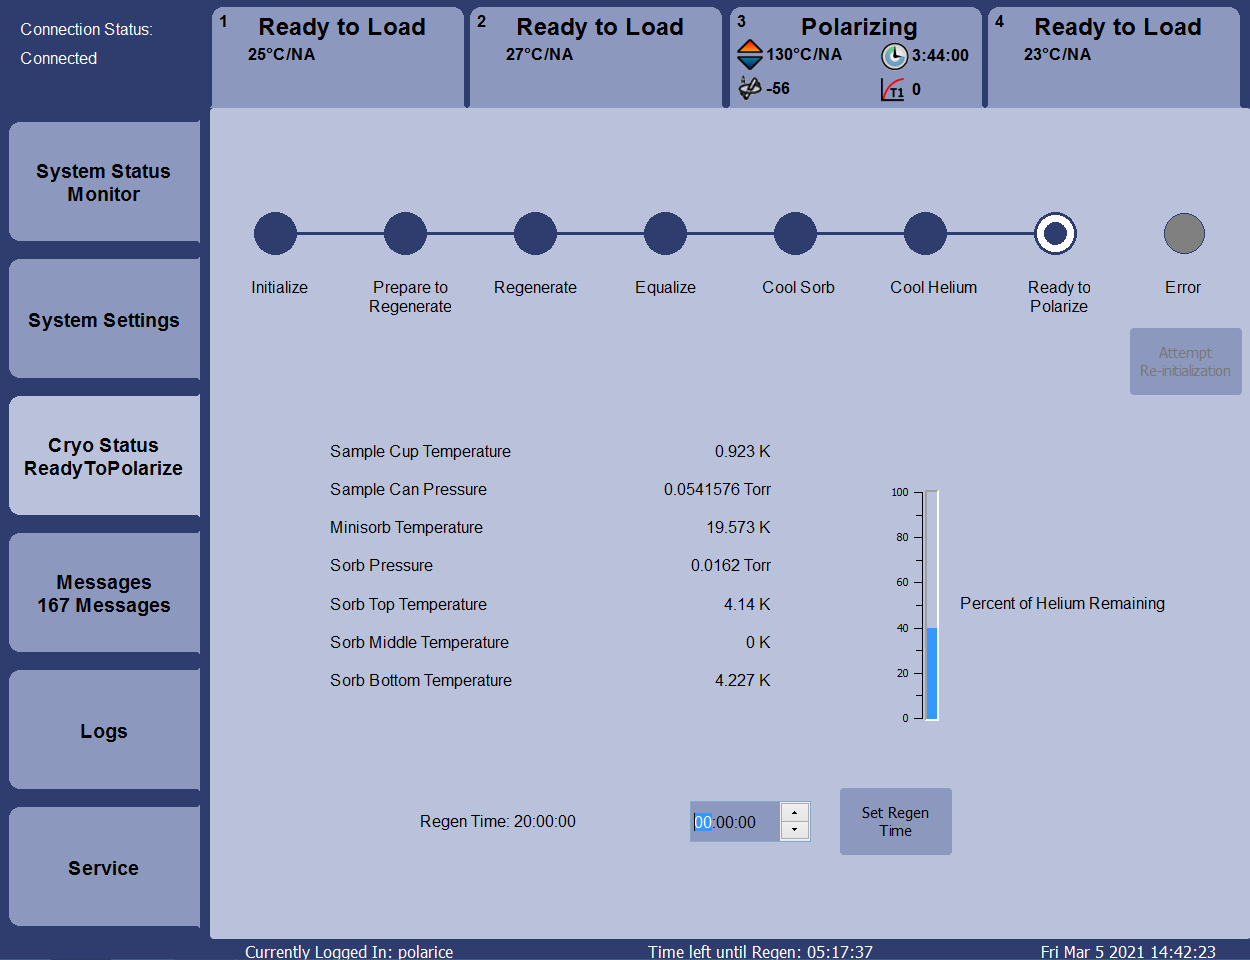 Connection Status:
Connected
1 Ready to Load
25°C/NA
2 Ready to Load
27°C/NA
3 Polarizing
130°C/NA 3:44:00
-56 T1 0
4 Ready to Load
23°C/NA
System Status
Monitor
System Settings
Cryo Status
ReadyToPolarize
Messages
167 Messages
Logs
Service
Initialize
Prepare to
Regenerate
Regenerate
Equalize
Cool Sorb
Cool Helium
Ready to
Polarize
Error
Attempt
Re-initialization
Sample Cup Temperature 0.923 K
Sample Can Pressure 0.0541576 Torr
Minisorb Temperature 19.573 K
Sorb Pressure 0.0162 Torr
Sorb Top Temperature 4.14 K
Sorb Middle Temperature 0 K
Sorb Bottom Temperature 4.227 K
100
80
60
40
20
0
Percent of Helium Remaining
Regen Time: 20:00:00
00:00:00
Set Regen
Time
Currently Logged In: polarice
Time left until Regen: 05:17:37
Fri Mar 5 2021 14:42:23